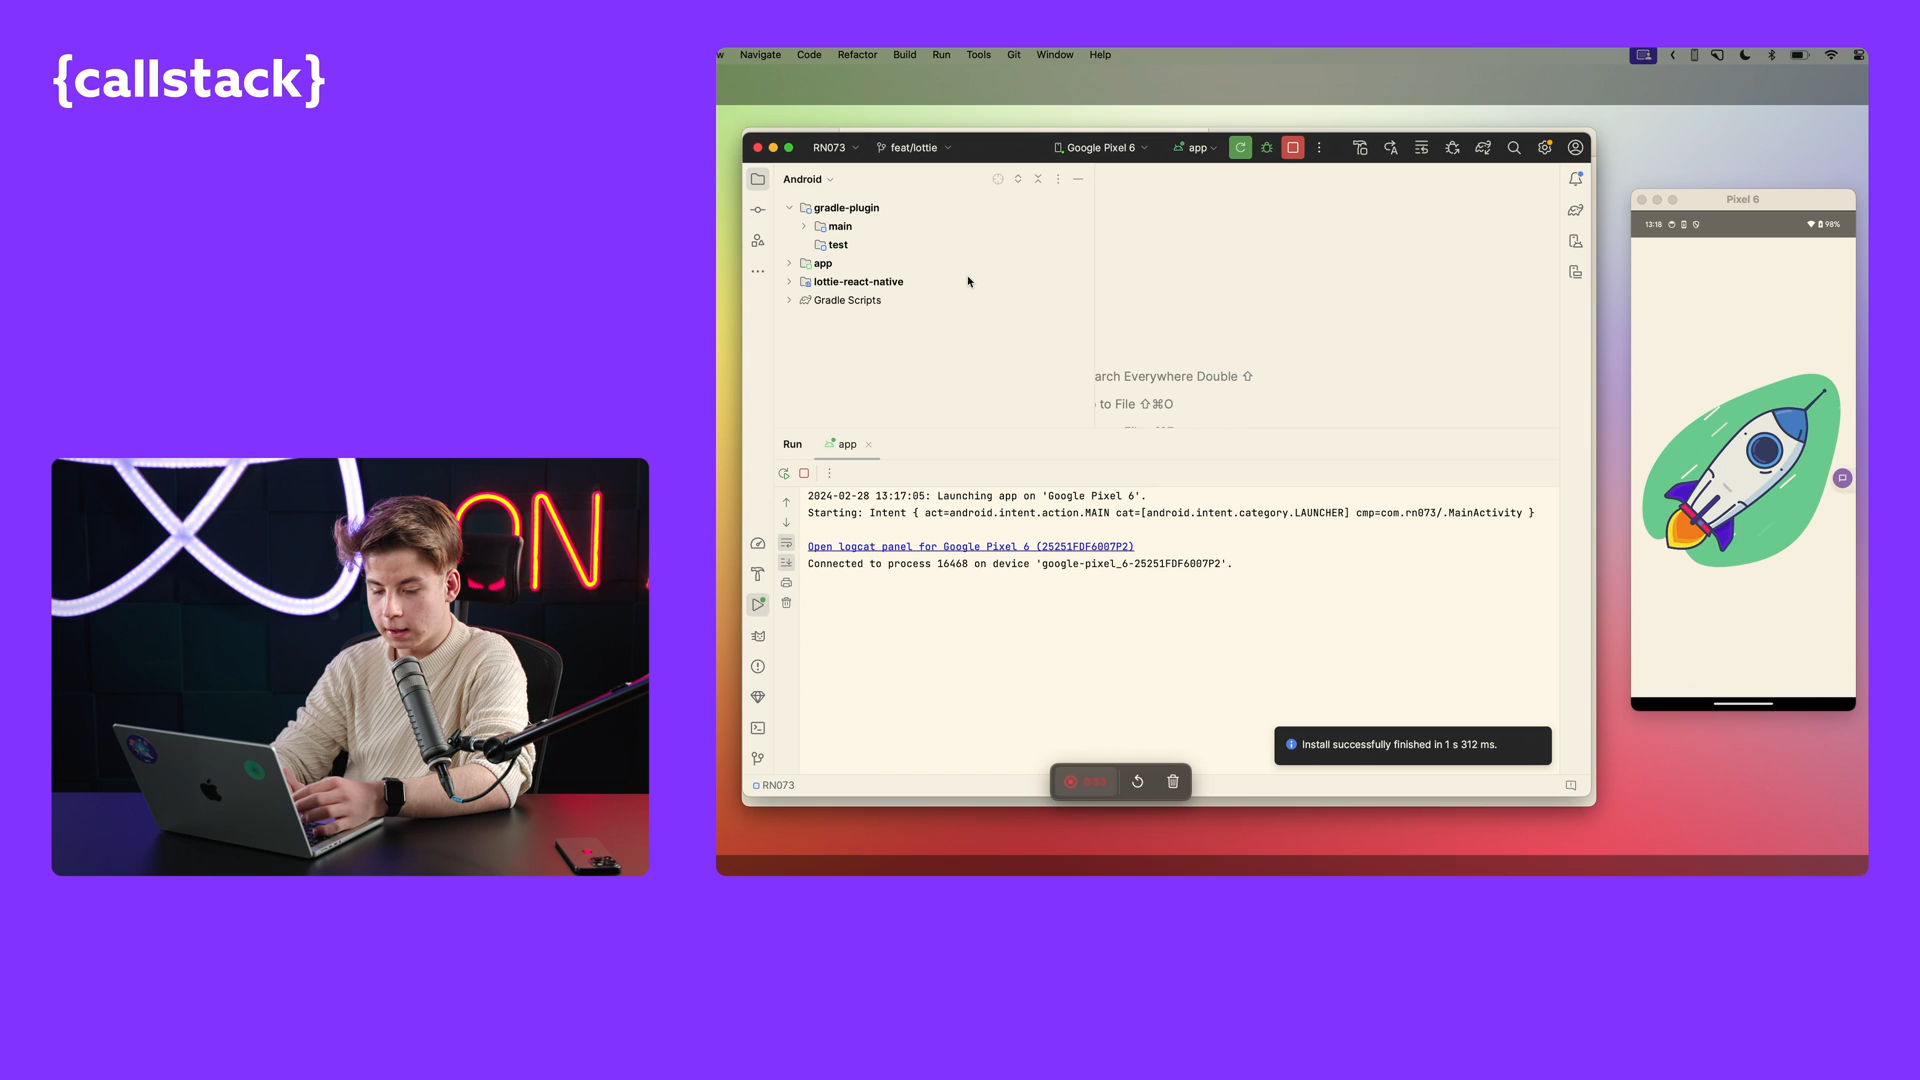 {callstack}
w Navigate Code Refactor Build Run Tools Git Window Help
RN073 feat/lottie Google Pixel 6 app
Android
gradle-plugin
main
test
app
lottie-react-native
Gradle Scripts
arch Everywhere Double ⇧
to File ⇧⌘O
Run app
2024-02-28 13:17:05: Launching app on 'Google Pixel 6'.
Starting: Intent { act=android.intent.action.MAIN cat=[android.intent.category.LAUNCHER] cmp=com.rn073/.MainActivity }
Open logcat panel for Google Pixel 6 (25251FDF6007P2)
Connected to process 16468 on device 'google-pixel_6-25251FDF6007P2'.
Install successfully finished in 1 s 312 ms.
RN073
Pixel 6
13:18 98%
ON